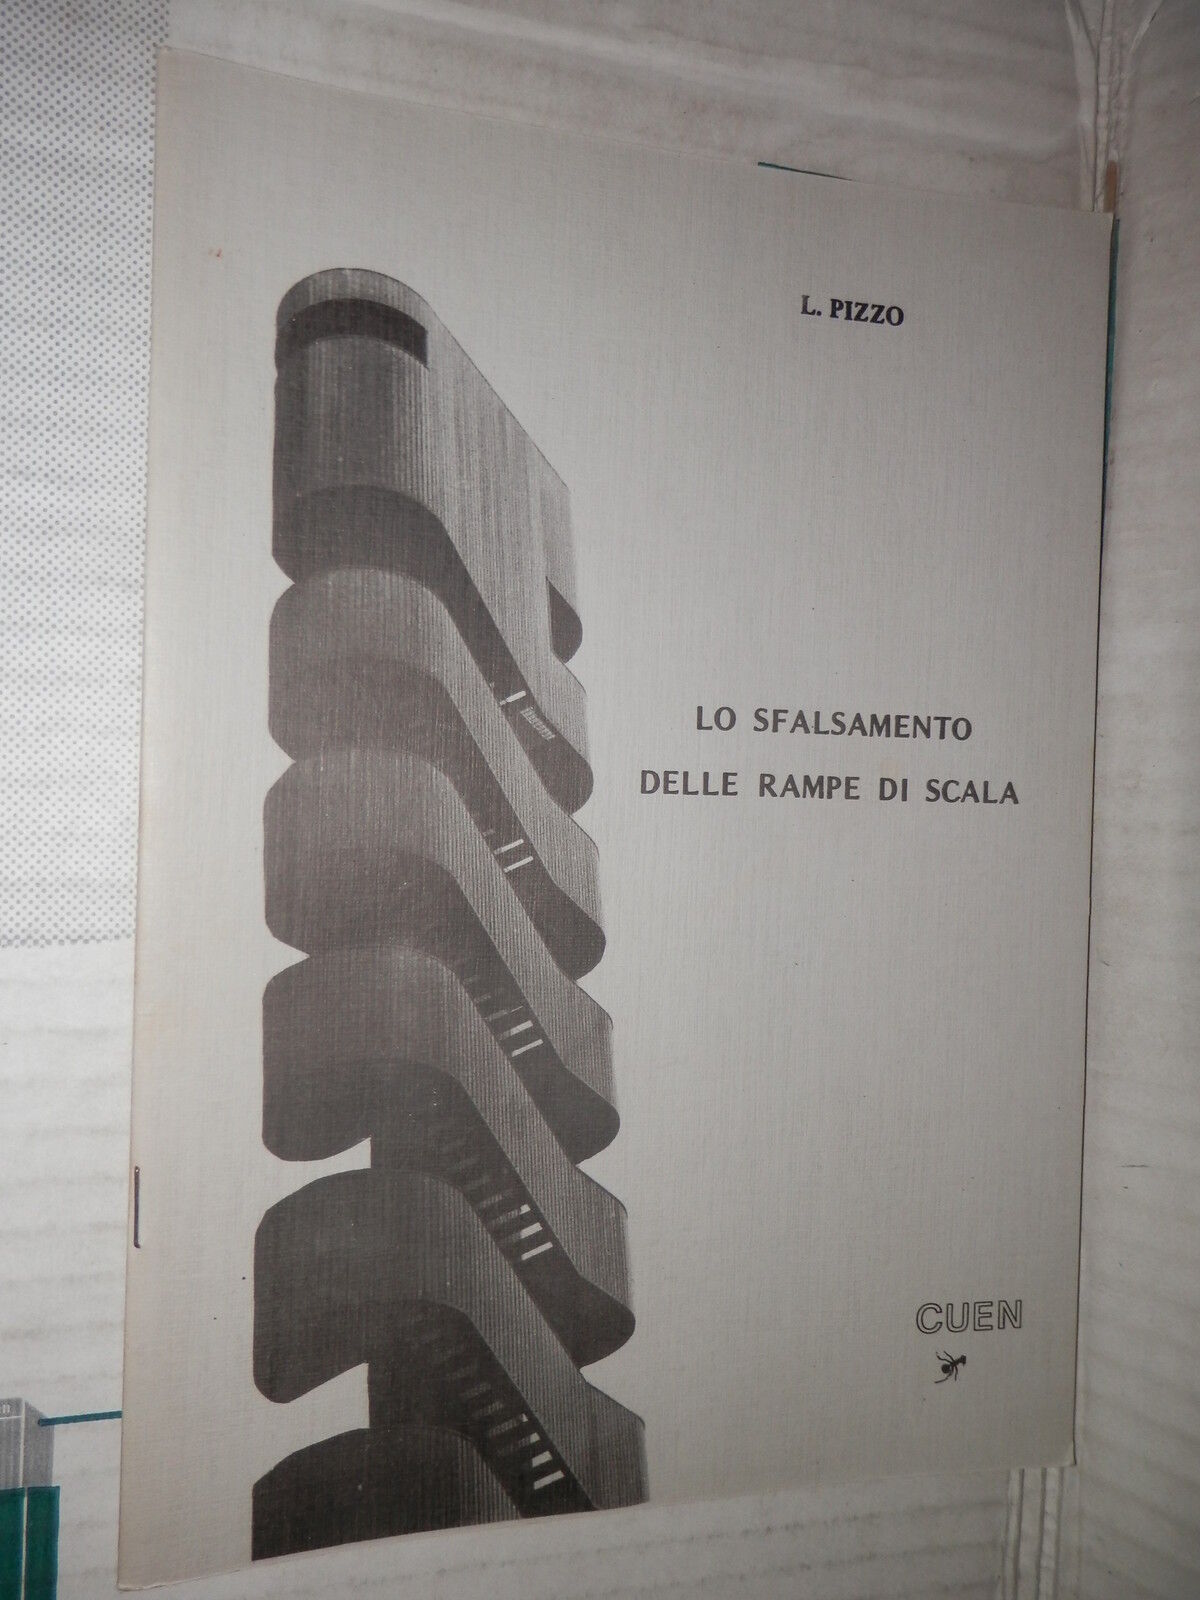 L. PIZZO
LO SFALSAMENTO
DELLE RAMPE DI SCALA
CUEN